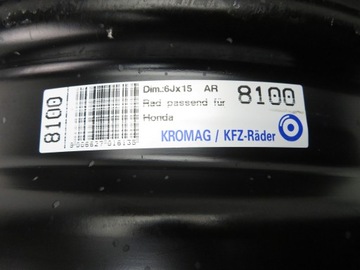 8100
Dim.:6Jx15 AR
Rad passend für
Honda
8100
KROMAG / KFZ-Räder